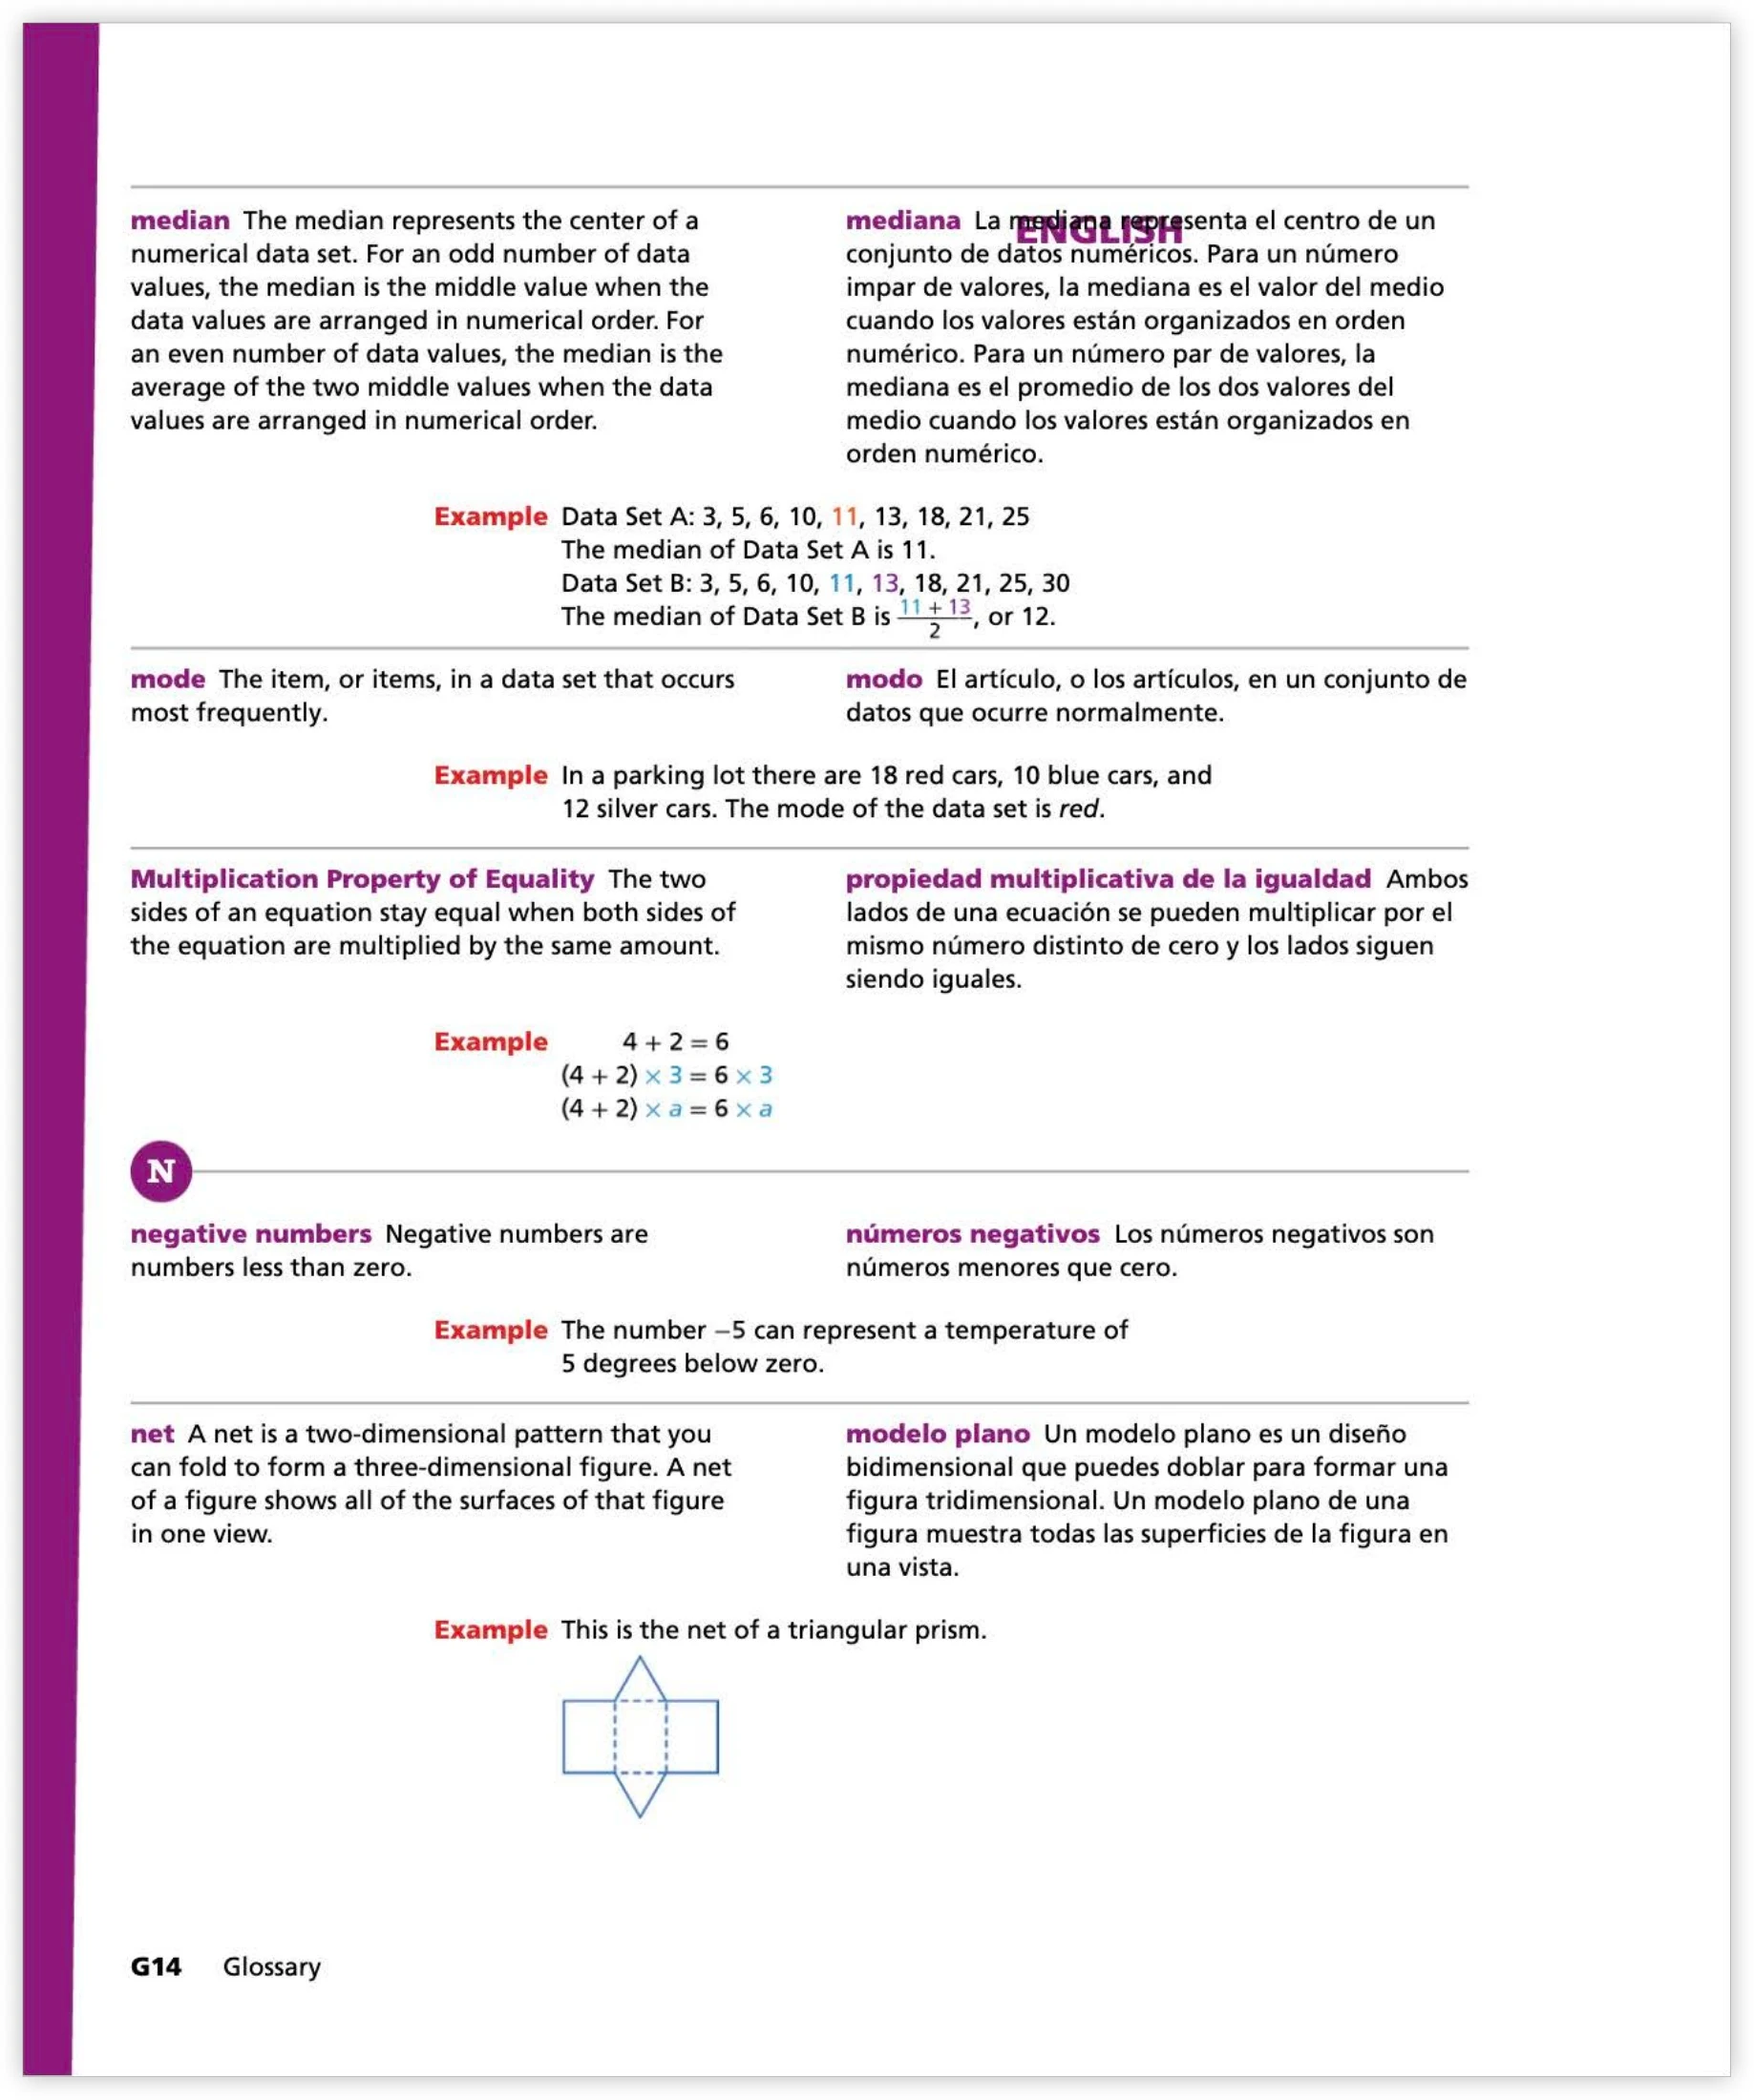 ENGLISH
median The median represents the center of a
numerical data set. For an odd number of data
values, the median is the middle value when the
data values are arranged in numerical order. For
an even number of data values, the median is the
average of the two middle values when the data
values are arranged in numerical order.
mediana La mediana representa el centro de un
conjunto de datos numéricos. Para un número
impar de valores, la mediana es el valor del medio
cuando los valores están organizados en orden
numérico. Para un número par de valores, la
mediana es el promedio de los dos valores del
medio cuando los valores están organizados en
orden numérico.
Example Data Set A: 3, 5, 6, 10, 11, 13, 18, 21, 25
The median of Data Set A is 11.
Data Set B: 3, 5, 6, 10, 11, 13, 18, 21, 25, 30
The median of Data Set B is (11 + 13)/2, or 12.
mode The item, or items, in a data set that occurs
most frequently.
modo El artículo, o los artículos, en un conjunto de
datos que ocurre normalmente.
Example In a parking lot there are 18 red cars, 10 blue cars, and
12 silver cars. The mode of the data set is red.
Multiplication Property of Equality The two
sides of an equation stay equal when both sides of
the equation are multiplied by the same amount.
propiedad multiplicativa de la igualdad Ambos
lados de una ecuación se pueden multiplicar por el
mismo número distinto de cero y los lados siguen
siendo iguales.
Example 4 + 2 = 6
(4 + 2) × 3 = 6 × 3
(4 + 2) × a = 6 × a
N
negative numbers Negative numbers are
numbers less than zero.
números negativos Los números negativos son
números menores que cero.
Example The number −5 can represent a temperature of
5 degrees below zero.
net A net is a two-dimensional pattern that you
can fold to form a three-dimensional figure. A net
of a figure shows all of the surfaces of that figure
in one view.
modelo plano Un modelo plano es un diseño
bidimensional que puedes doblar para formar una
figura tridimensional. Un modelo plano de una
figura muestra todas las superficies de la figura en
una vista.
Example This is the net of a triangular prism.
G14 Glossary